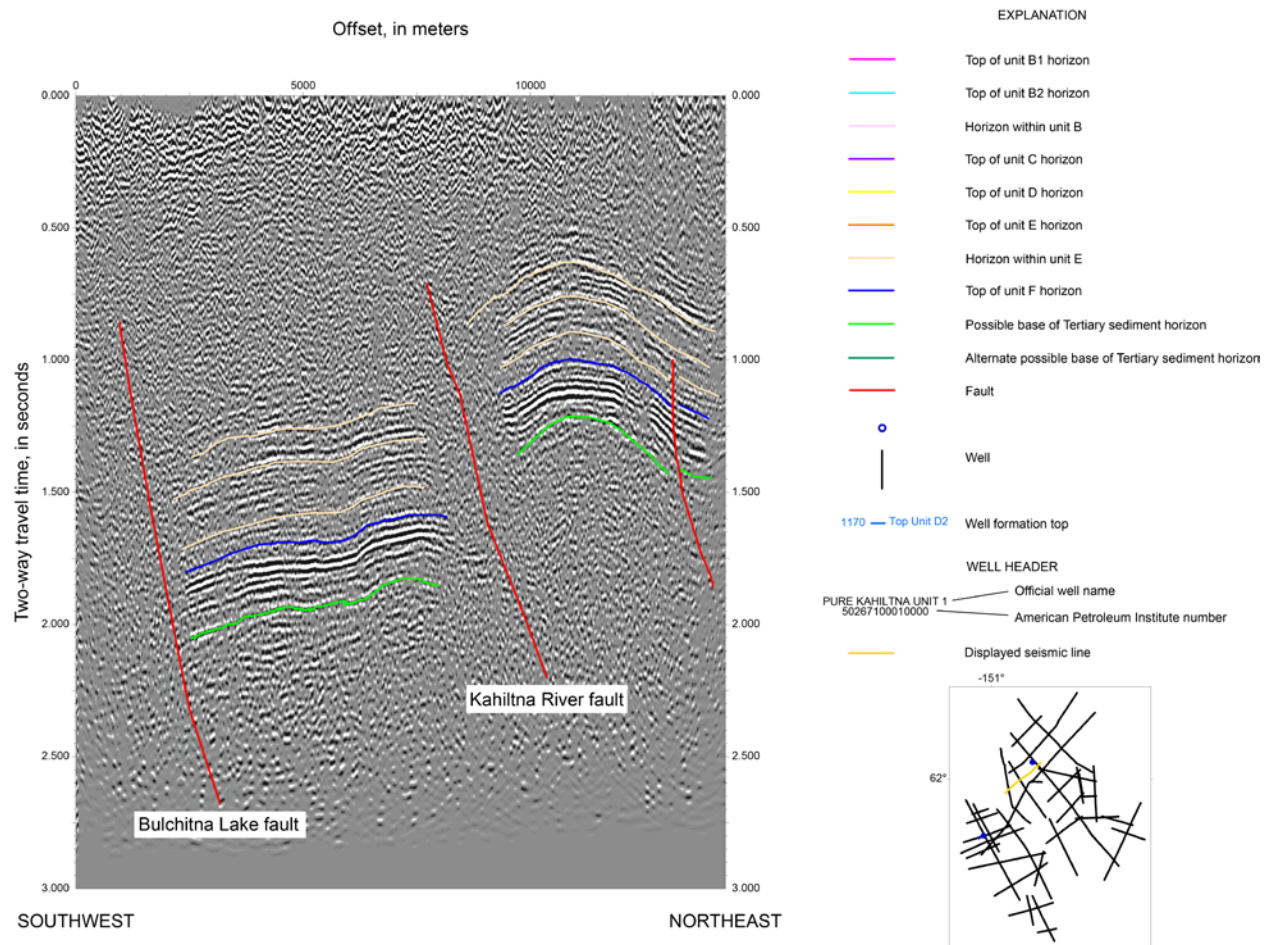 Offset, in meters
0
5000
10000
0.000
0.500
1.000
1.500
2.000
2.500
3.000
0.000
0.500
1.000
1.500
2.000
2.500
3.000
Two-way travel time, in seconds
Kahiltna River fault
Bulchitna Lake fault
SOUTHWEST
NORTHEAST
EXPLANATION
Top of unit B1 horizon
Top of unit B2 horizon
Horizon within unit B
Top of unit C horizon
Top of unit D horizon
Top of unit E horizon
Horizon within unit E
Top of unit F horizon
Possible base of Tertiary sediment horizon
Alternate possible base of Tertiary sediment horizon
Fault
Well
1170 Top Unit D2 Well formation top
WELL HEADER
PURE KAHILTNA UNIT 1
50267100010000
Official well name
American Petroleum Institute number
Displayed seismic line
-151°
62°